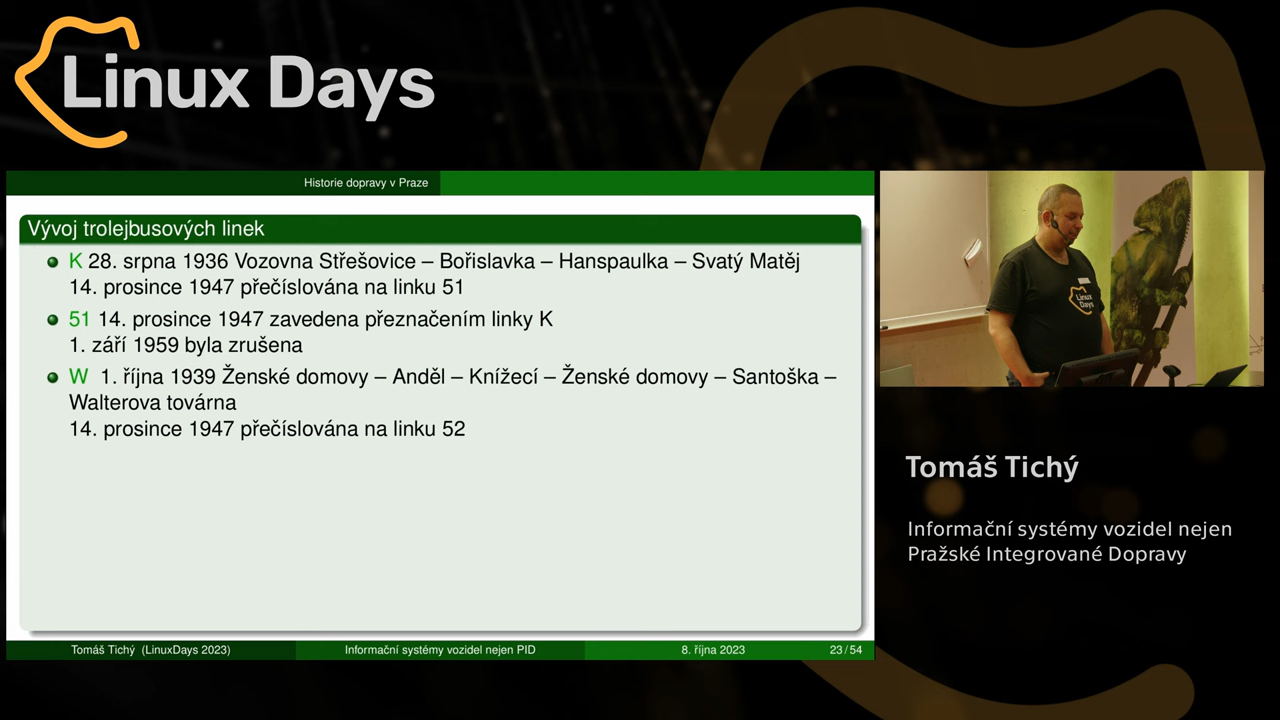 Linux Days
Historie dopravy v Praze
Vývoj trolejbusových linek
K 28. srpna 1936 Vozovna Střešovice – Bořislavka – Hanspaulka – Svatý Matěj
14. prosince 1947 přečíslována na linku 51
51 14. prosince 1947 zavedena přeznačením linky K
1. září 1959 byla zrušena
W 1. října 1939 Ženské domovy – Anděl – Knížecí – Ženské domovy – Santoška –
Walterova továrna
14. prosince 1947 přečíslována na linku 52
Tomáš Tichý (LinuxDays 2023)
Informační systémy vozidel nejen PID
8. října 2023
23 / 54
Linux
Days
Tomáš Tichý
Informační systémy vozidel nejen
Pražské Integrované Dopravy